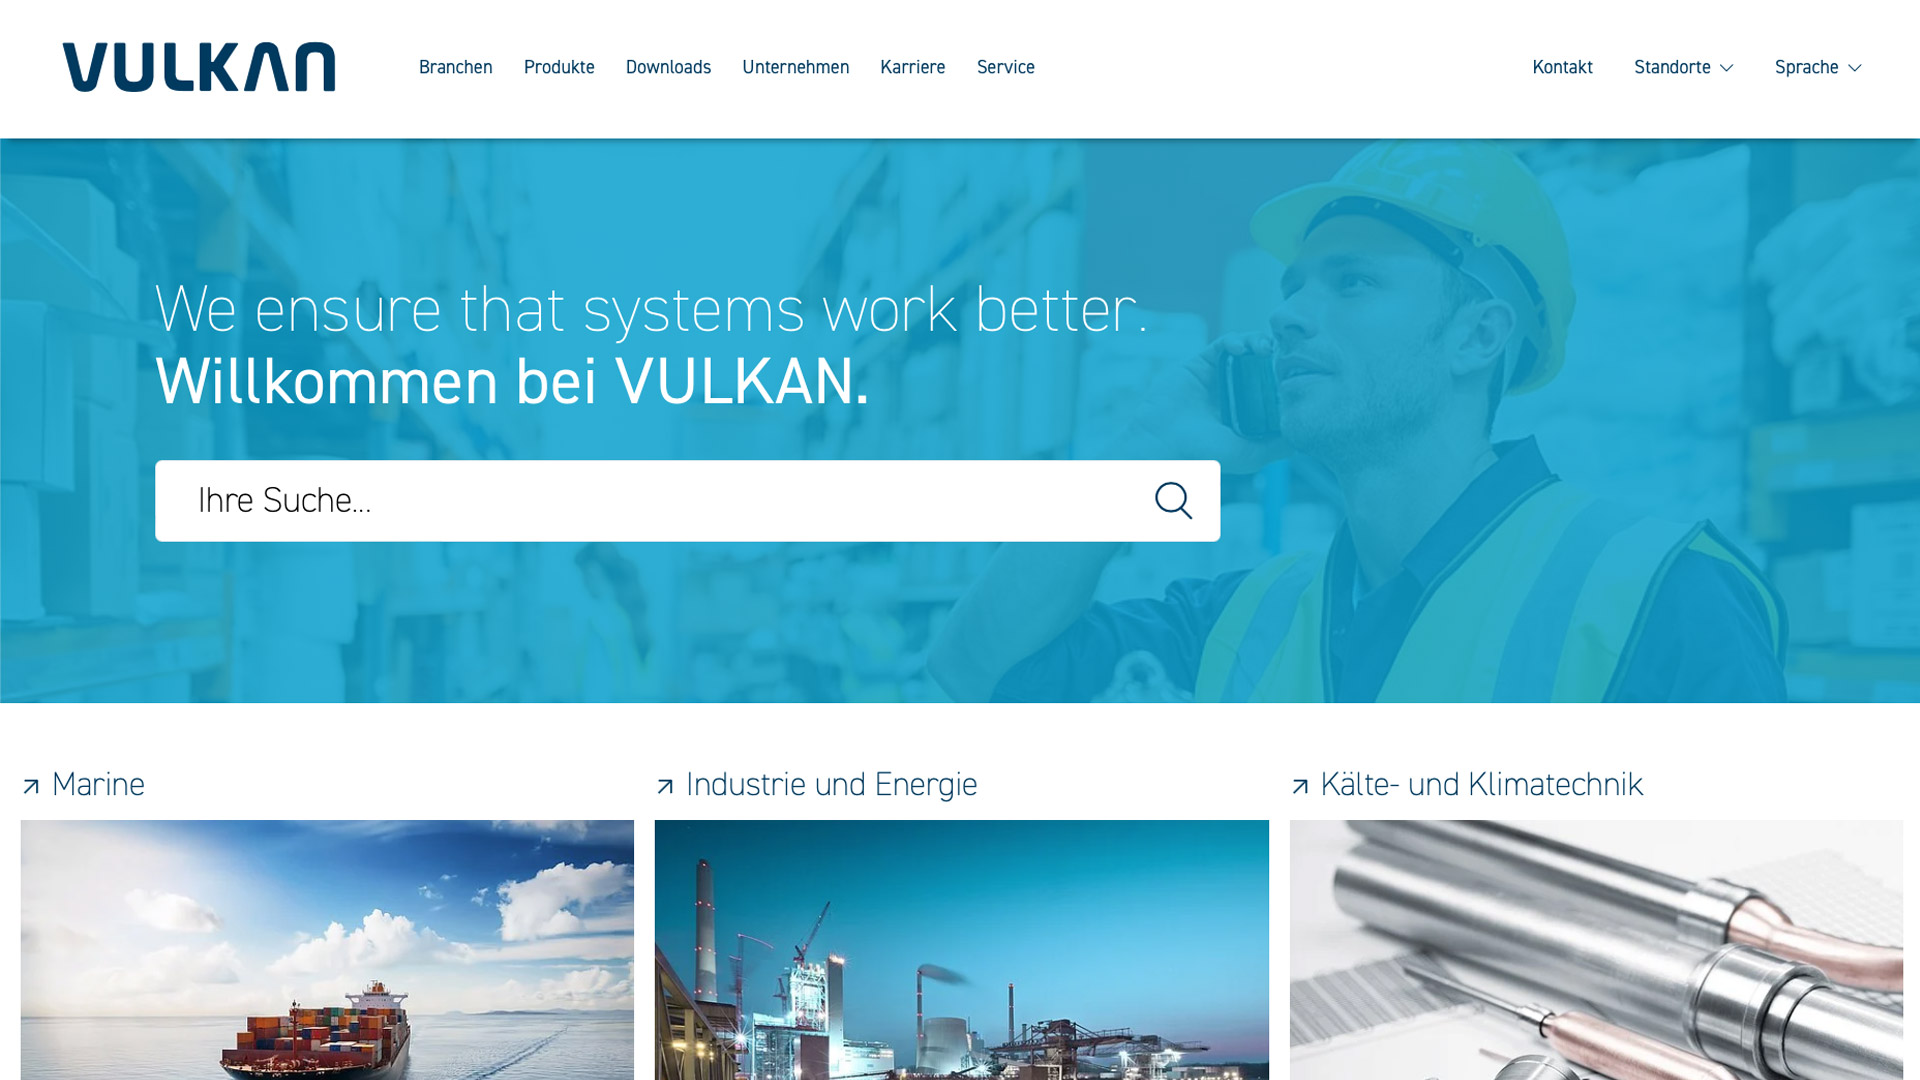 VULKAN
Branchen
Produkte
Downloads
Unternehmen
Karriere
Service
Kontakt
Standorte
Sprache
We ensure that systems work better.
Willkommen bei VULKAN.
Ihre Suche...
Marine
Industrie und Energie
Kälte- und Klimatechnik